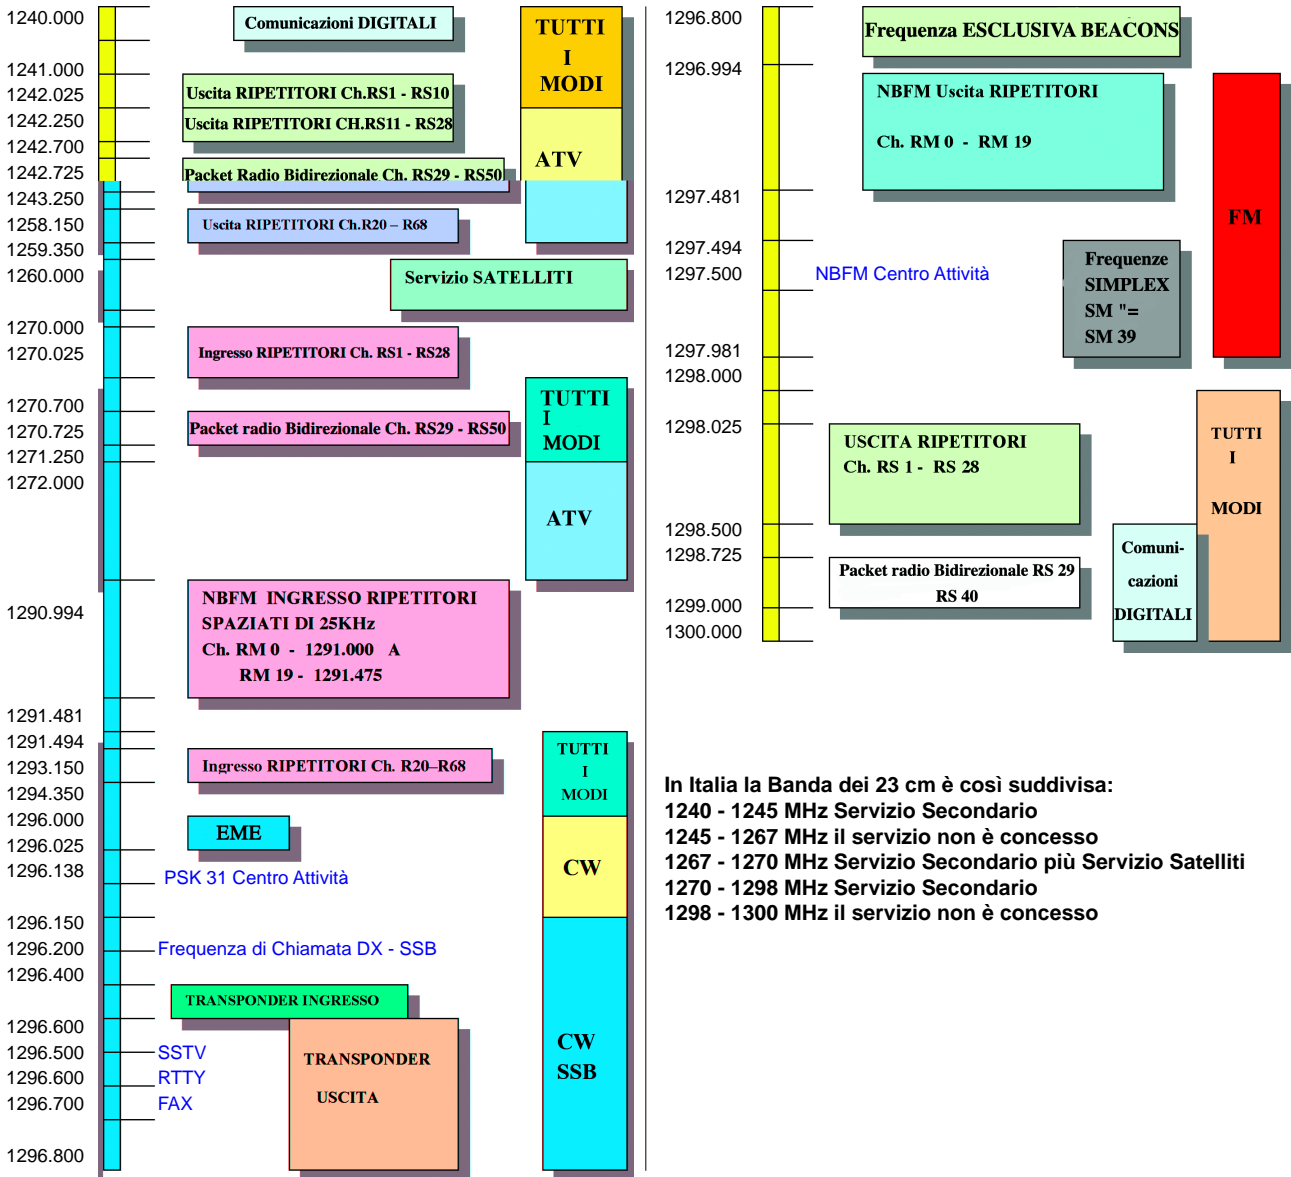 1240.000
Comunicazioni DIGITALI
TUTTI
I
MODI
1241.000
1242.025
Uscita RIPETITORI Ch.RS1 - RS10
1242.250
Uscita RIPETITORI CH.RS11 - RS28
1242.700
ATV
1242.725
Packet Radio Bidirezionale Ch. RS29 - RS50
1243.250
1258.150
Uscita RIPETITORI Ch.R20 – R68
1259.350
1260.000
Servizio SATELLITI
1270.000
1270.025
Ingresso RIPETITORI Ch. RS1 - RS28
TUTTI
I
MODI
1270.700
1270.725
Packet radio Bidirezionale Ch. RS29 - RS50
1271.250
1272.000
ATV
1290.994
NBFM INGRESSO RIPETITORI
SPAZIATI DI 25KHz
Ch. RM 0 - 1291.000 A
RM 19 - 1291.475
1291.481
1291.494
TUTTI
I
MODI
1293.150
Ingresso RIPETITORI Ch. R20–R68
1294.350
1296.000
EME
1296.025
CW
1296.138
PSK 31 Centro Attività
1296.150
1296.200
Frequenza di Chiamata DX - SSB
1296.400
TRANSPONDER INGRESSO
1296.600
1296.500
SSTV
CW
SSB
TRANSPONDER
USCITA
1296.600
RTTY
1296.700
FAX
1296.800
1296.800
Frequenza ESCLUSIVA BEACONS
1296.994
NBFM Uscita RIPETITORI
Ch. RM 0 - RM 19
1297.481
FM
1297.494
1297.500
NBFM Centro Attività
Frequenze
SIMPLEX
SM "=
SM 39
1297.981
1298.000
1298.025
USCITA RIPETITORI
Ch. RS 1 - RS 28
TUTTI
I
MODI
1298.500
1298.725
Packet radio Bidirezionale RS 29
RS 40
Comuni-
cazioni
DIGITALI
1299.000
1300.000
In Italia la Banda dei 23 cm è così suddivisa:
1240 - 1245 MHz Servizio Secondario
1245 - 1267 MHz il servizio non è concesso
1267 - 1270 MHz Servizio Secondario più Servizio Satelliti
1270 - 1298 MHz Servizio Secondario
1298 - 1300 MHz il servizio non è concesso